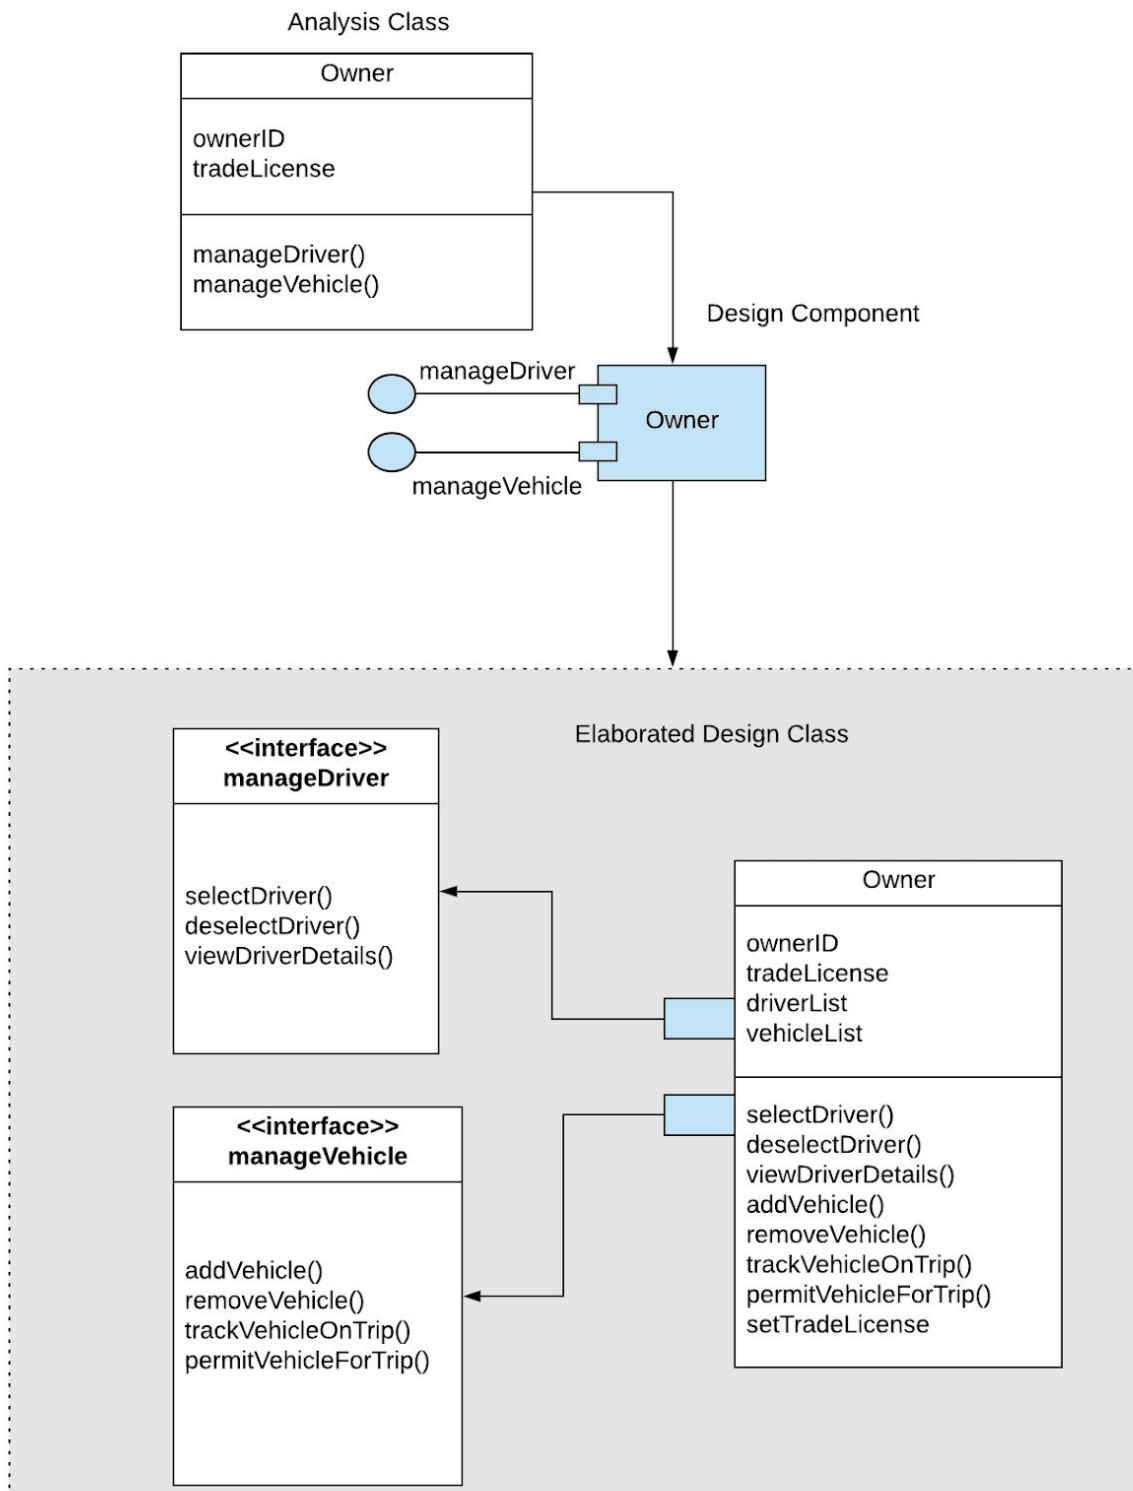 Analysis Class
Owner
ownerID
tradeLicense
manageDriver()
manageVehicle()
Design Component
manageDriver
Owner
manageVehicle
Elaborated Design Class
<<interface>>
manageDriver
selectDriver()
deselectDriver()
viewDriverDetails()
Owner
ownerID
tradeLicense
driverList
vehicleList
selectDriver()
deselectDriver()
viewDriverDetails()
addVehicle()
removeVehicle()
trackVehicleOnTrip()
permitVehicleForTrip()
setTradeLicense
<<interface>>
manageVehicle
addVehicle()
removeVehicle()
trackVehicleOnTrip()
permitVehicleForTrip()